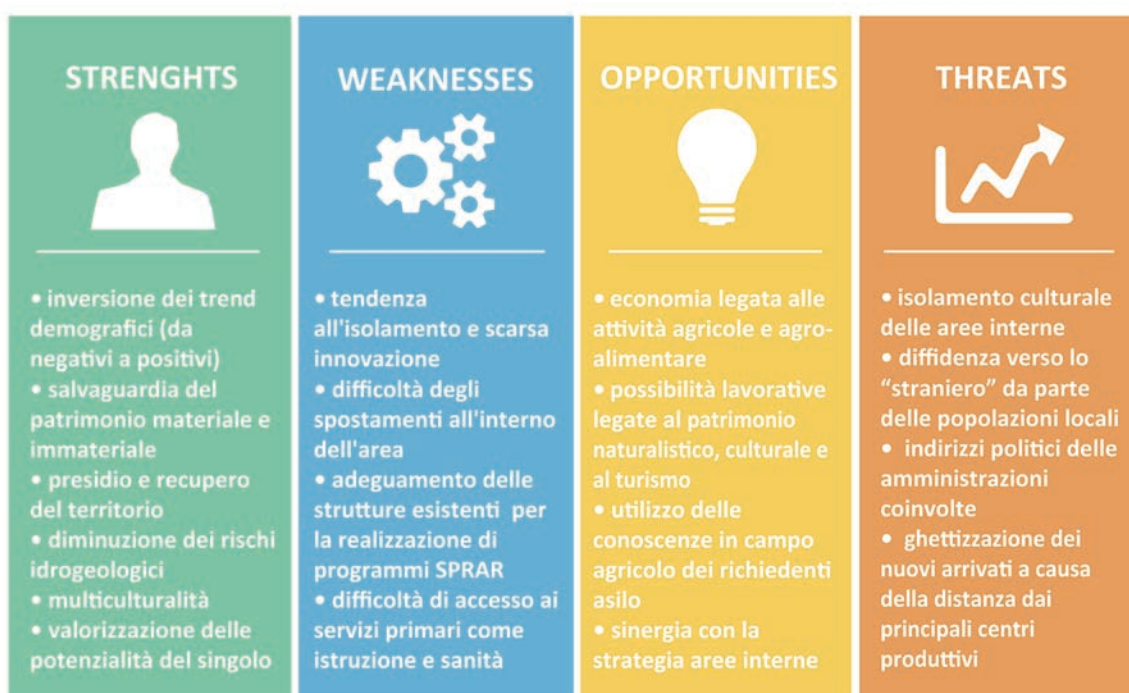 STRENGHTS
• inversione dei trend
demografici (da
negativi a positivi)
• salvaguardia del
patrimonio materiale e
immateriale
• presidio e recupero
del territorio
• diminuzione dei rischi
idrogeologici
• multiculturalità
• valorizzazione delle
potenzialità del singolo
WEAKNESSES
• tendenza
all'isolamento e scarsa
innovazione
• difficoltà degli
spostamenti all'interno
dell'area
• adeguamento delle
strutture esistenti per
la realizzazione di
programmi SPRAR
• difficoltà di accesso ai
servizi primari come
istruzione e sanità
OPPORTUNITIES
• economia legata alle
attività agricole e agro-
alimentare
• possibilità lavorative
legate al patrimonio
naturalistico, culturale e
al turismo
• utilizzo delle
conoscenze in campo
agricolo dei richiedenti
asilo
• sinergia con la
strategia aree interne
THREATS
• isolamento culturale
delle aree interne
• diffidenza verso lo
“straniero” da parte
delle popolazioni locali
• indirizzi politici delle
amministrazioni
coinvolte
• ghettizzazione dei
nuovi arrivati a causa
della distanza dai
principali centri
produttivi